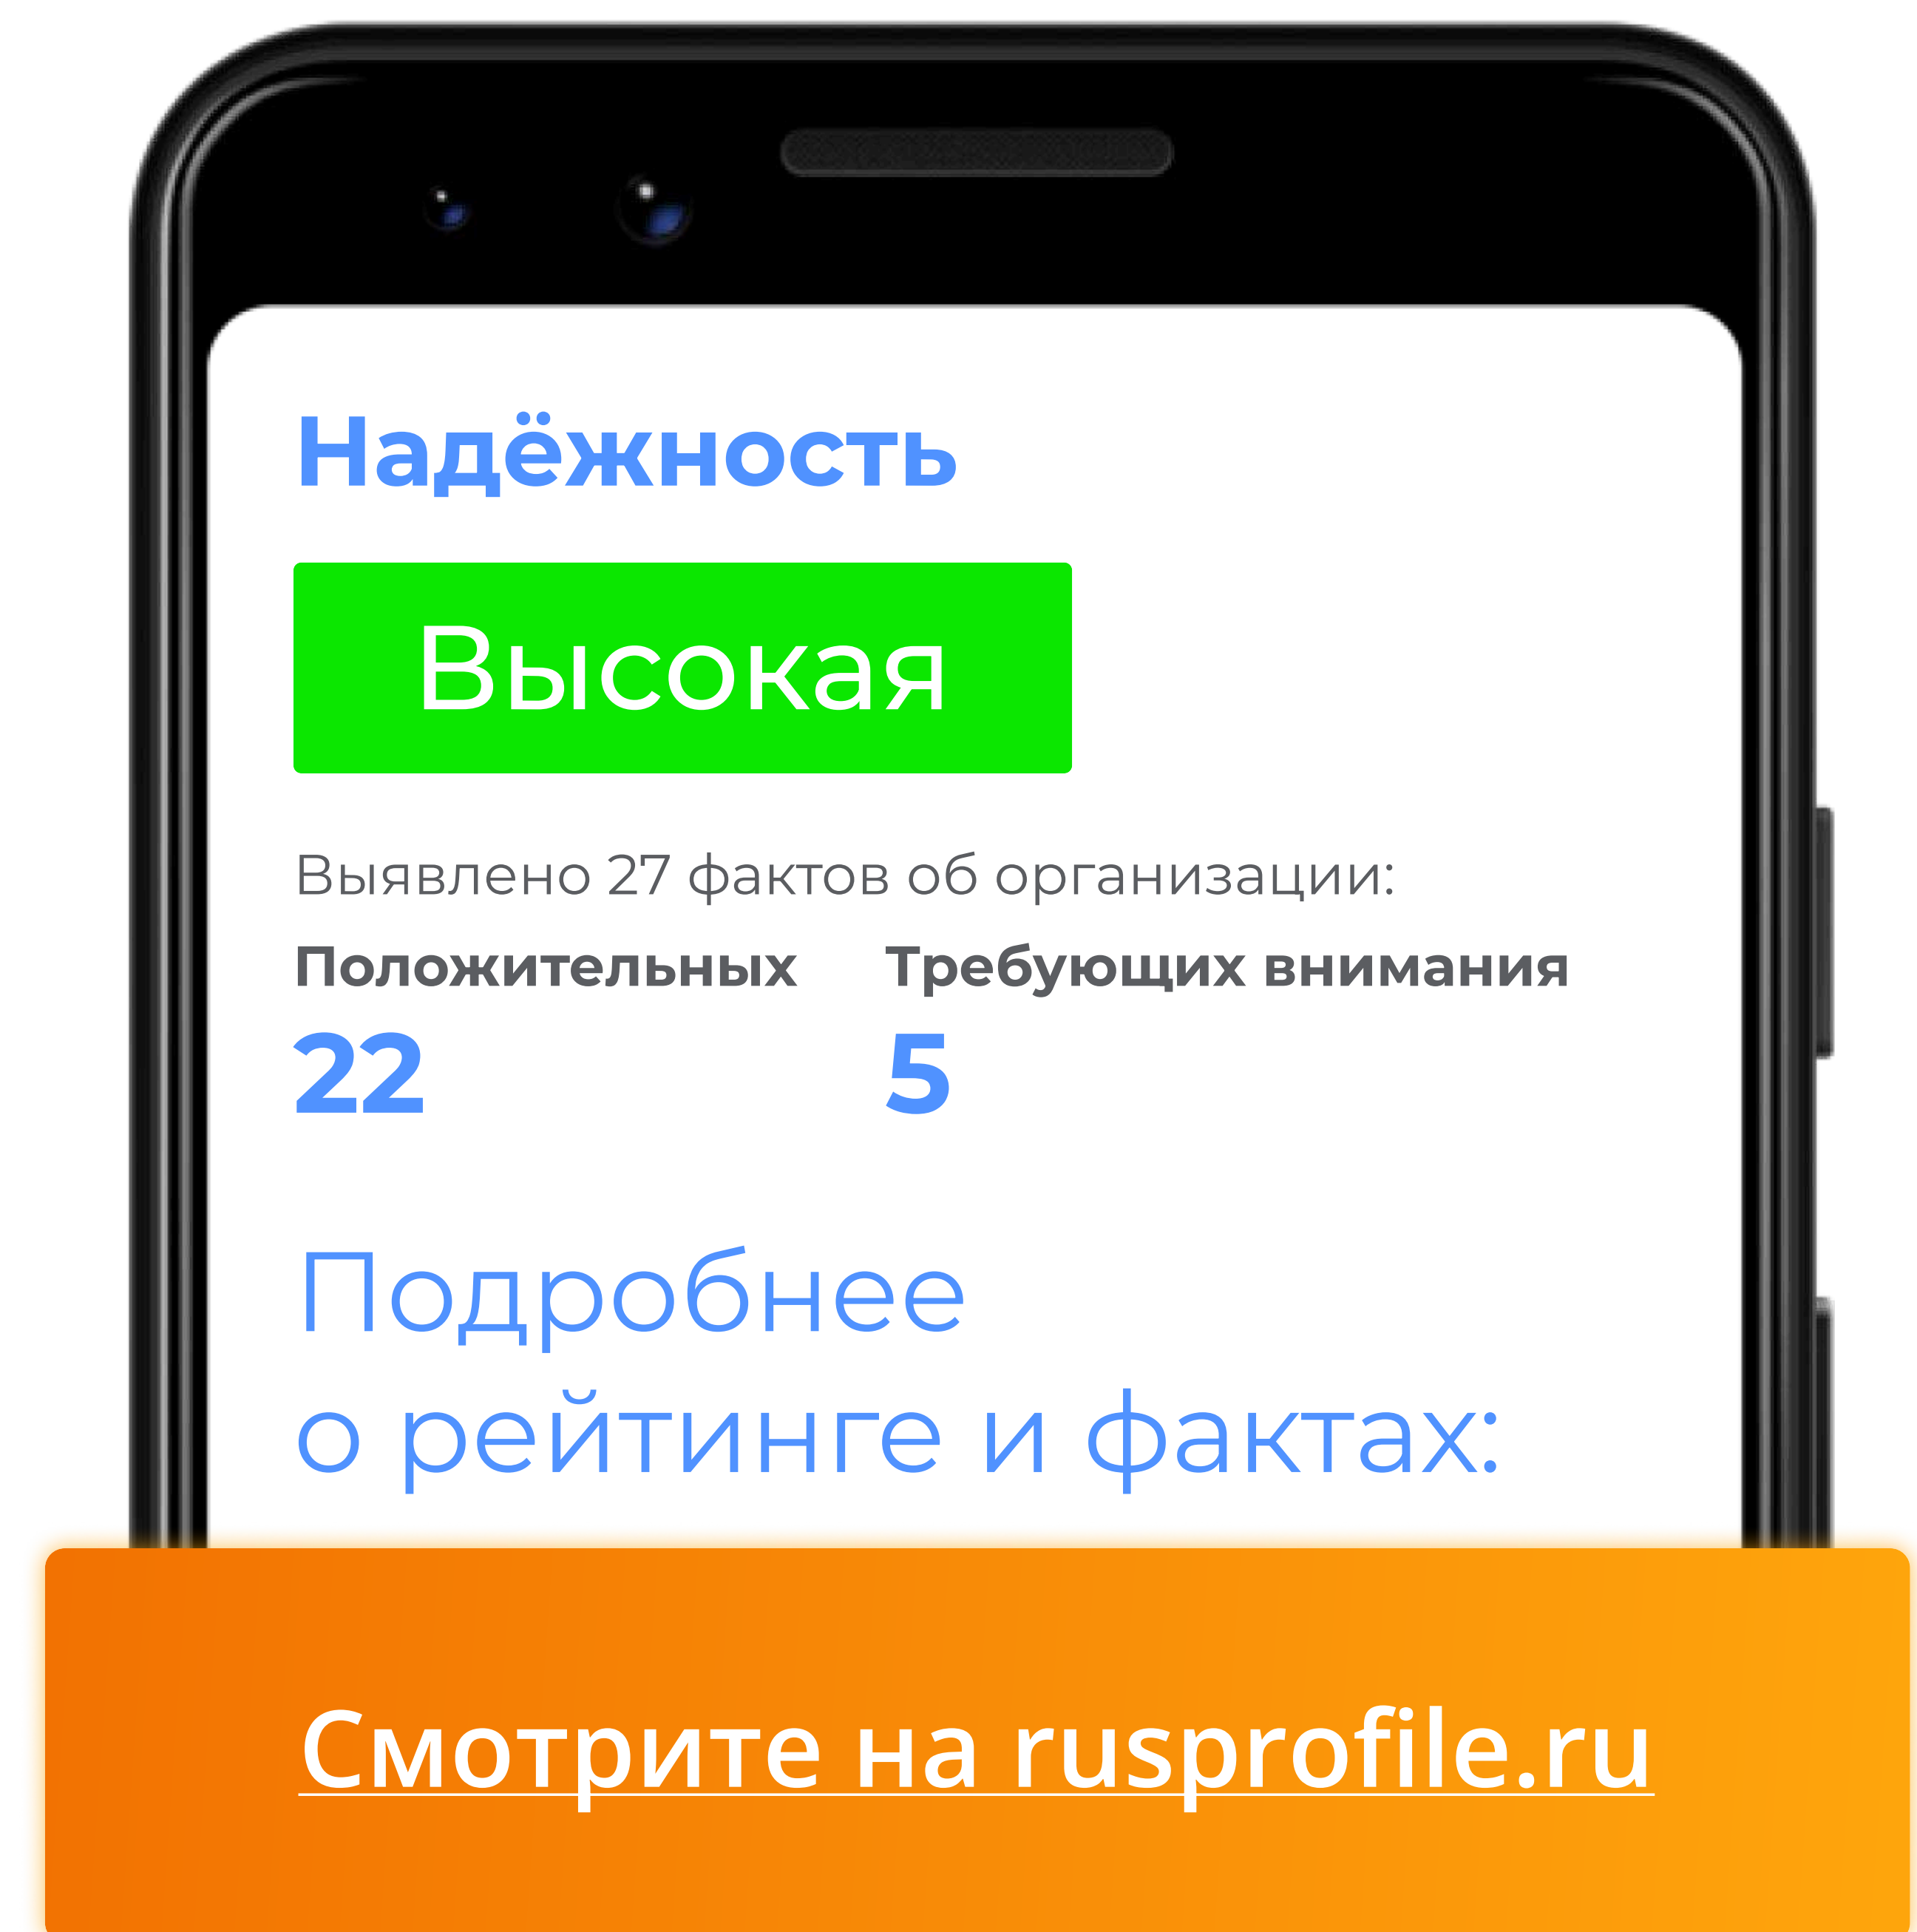 Надёжность
Высокая
Выявлено 27 фактов об организации:
Положительных Требующих внимания
22 5
Подробнее
о рейтинге и фактах:
Смотрите на rusprofile.ru